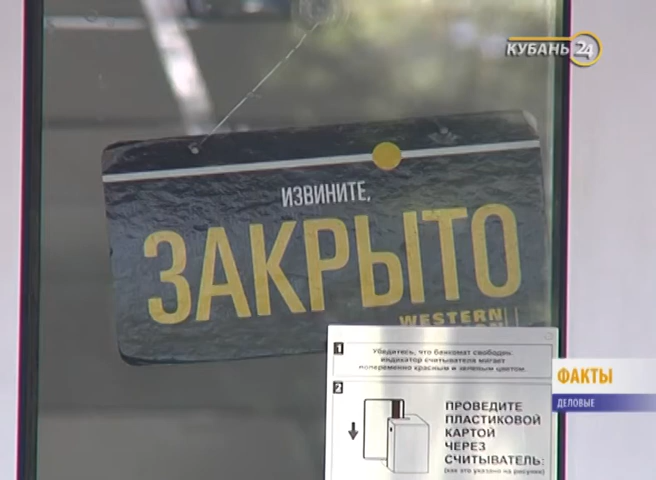 КУБАНЬ 24
ИЗВИНИТЕ,
ЗАКРЫТО
WESTERN
1
Убедитесь, что банкомат свободен.
индикатор считывателя мигает
попеременно красным и зеленым цветом.
2
ПРОВЕДИТЕ
ПЛАСТИКОВОЙ
КАРТОЙ
ЧЕРЕЗ
СЧИТЫВАТЕЛЬ:
(как это указано на рисунке)
ФАКТЫ
ДЕЛОВЫЕ